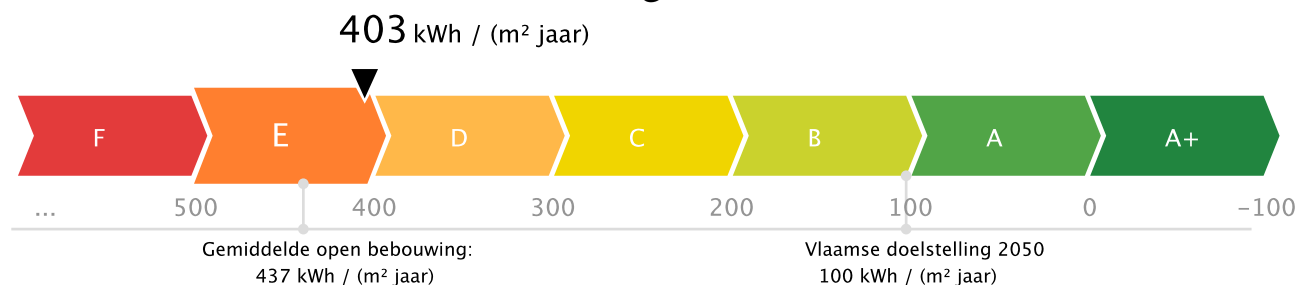 403 kWh / (m² jaar)
F E D C B A A+
... 500 400 300 200 100 0 -100
Gemiddelde open bebouwing:
437 kWh / (m² jaar)
Vlaamse doelstelling 2050
100 kWh / (m² jaar)